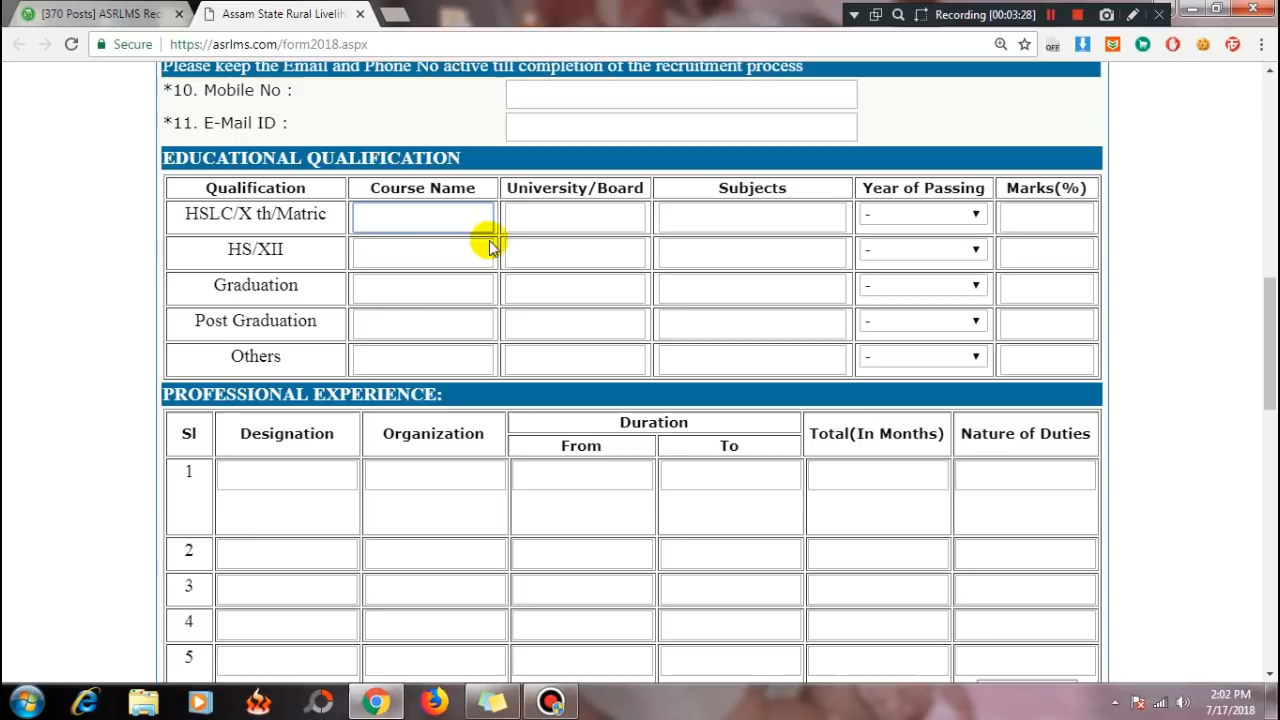 [370 Posts] ASRLMS Rec
Assam State Rural Livelih
Recording [00:03:28]
Secure
https://asrlms.com/form2018.aspx
OFF
Please keep the Email and Phone No active till completion of the recruitment process
*10. Mobile No :
*11. E-Mail ID :
EDUCATIONAL QUALIFICATION
Qualification Course Name University/Board Subjects Year of Passing Marks(%)
HSLC/X th/Matric -
HS/XII -
Graduation -
Post Graduation -
Others -
PROFESSIONAL EXPERIENCE:
Sl Designation Organization Duration Total(In Months) Nature of Duties
From To
1
2
3
4
5
2:02 PM
7/17/2018